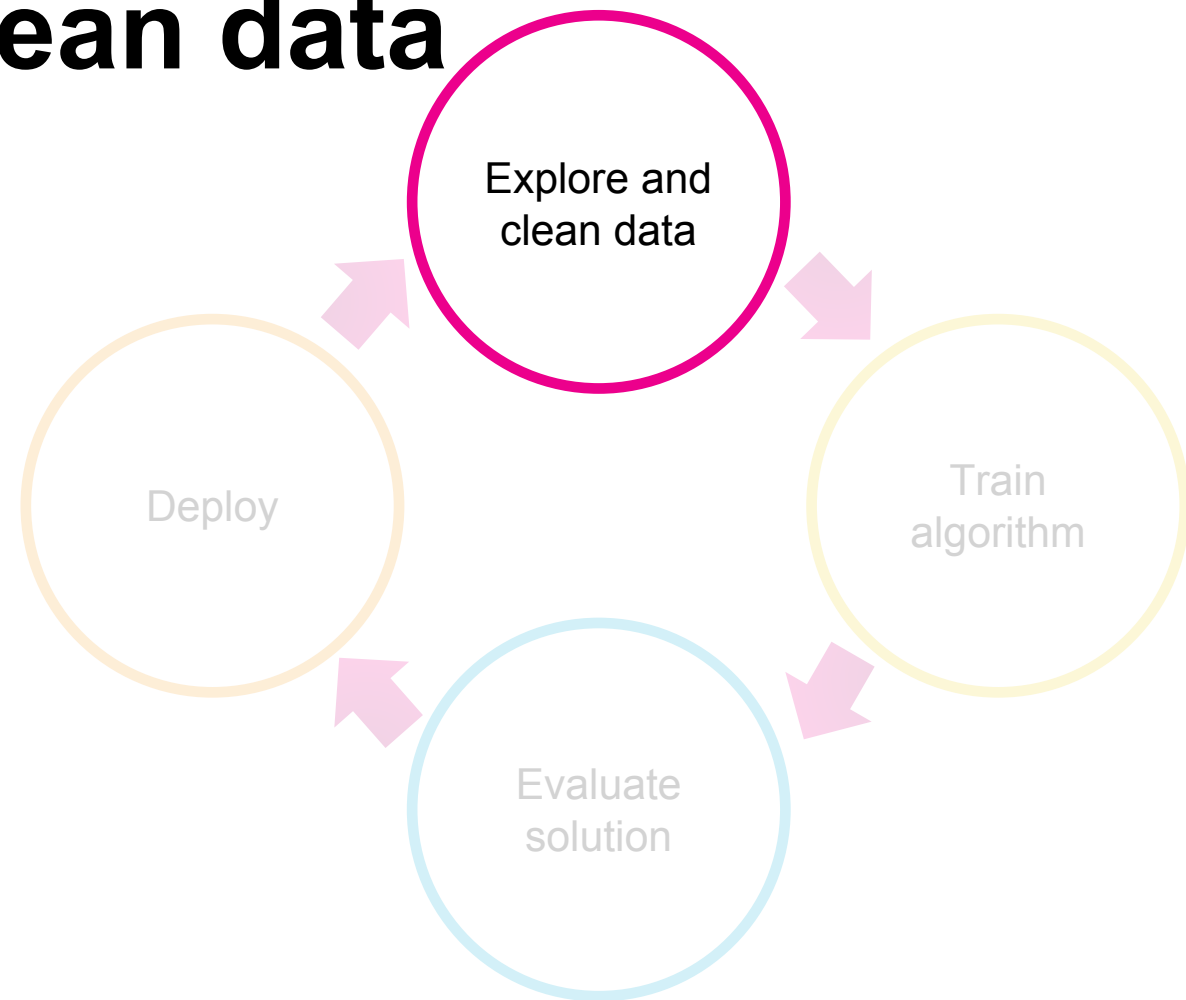 ean data
Explore and
clean data
Train
algorithm
Deploy
Evaluate
solution